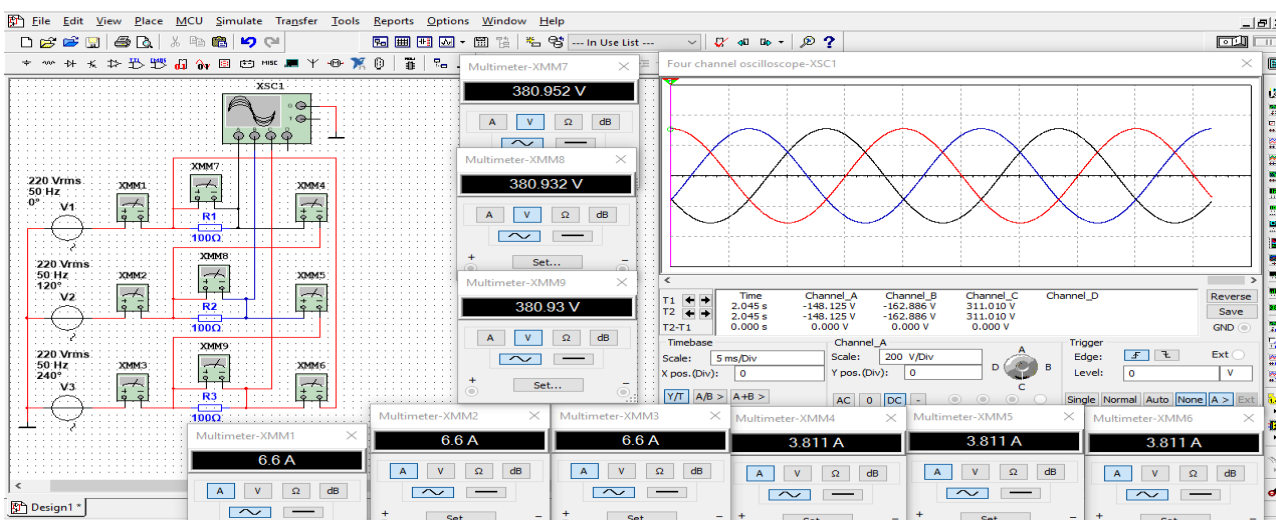 File Edit View Place MCU Simulate Transfer Tools Reports Options Window Help
--- In Use List ---
MISC
XSC1
XMM7
220 Vrms
50 Hz
0°
V1
XMM1
XMM4
R1
100Ω
XMM8
220 Vrms
50 Hz
120°
V2
XMM2
XMM5
R2
100Ω
XMM9
220 Vrms
50 Hz
240°
V3
XMM3
XMM6
R3
100Ω
Design1 *
Multimeter-XMM7
380.952 V
A V Ω dB
Multimeter-XMM8
380.932 V
A V Ω dB
+ Set... −
Multimeter-XMM9
380.93 V
A V Ω dB
+ Set... −
Four channel oscilloscope-XSC1
Time Channel_A Channel_B Channel_C Channel_D
T1 2.045 s -148.125 V -162.886 V 311.010 V
T2 2.045 s -148.125 V -162.886 V 311.010 V
T2-T1 0.000 s 0.000 V 0.000 V 0.000 V
Reverse
Save
GND
Timebase
Scale: 5 ms/Div
X pos.(Div): 0
Y/T A/B > A+B >
Channel_A
Scale: 200 V/Div
Y pos.(Div): 0
AC 0 DC -
A
D B
C
Trigger
Edge: Ext
Level: 0 V
Single Normal Auto None A > Ext
Multimeter-XMM1
6.6 A
A V Ω dB
Multimeter-XMM2
6.6 A
A V Ω dB
+ Set... −
Multimeter-XMM3
6.6 A
A V Ω dB
+ Set... −
Multimeter-XMM4
3.811 A
A V Ω dB
+ Set... −
Multimeter-XMM5
3.811 A
A V Ω dB
+ Set... −
Multimeter-XMM6
3.811 A
A V Ω dB
+ Set... −